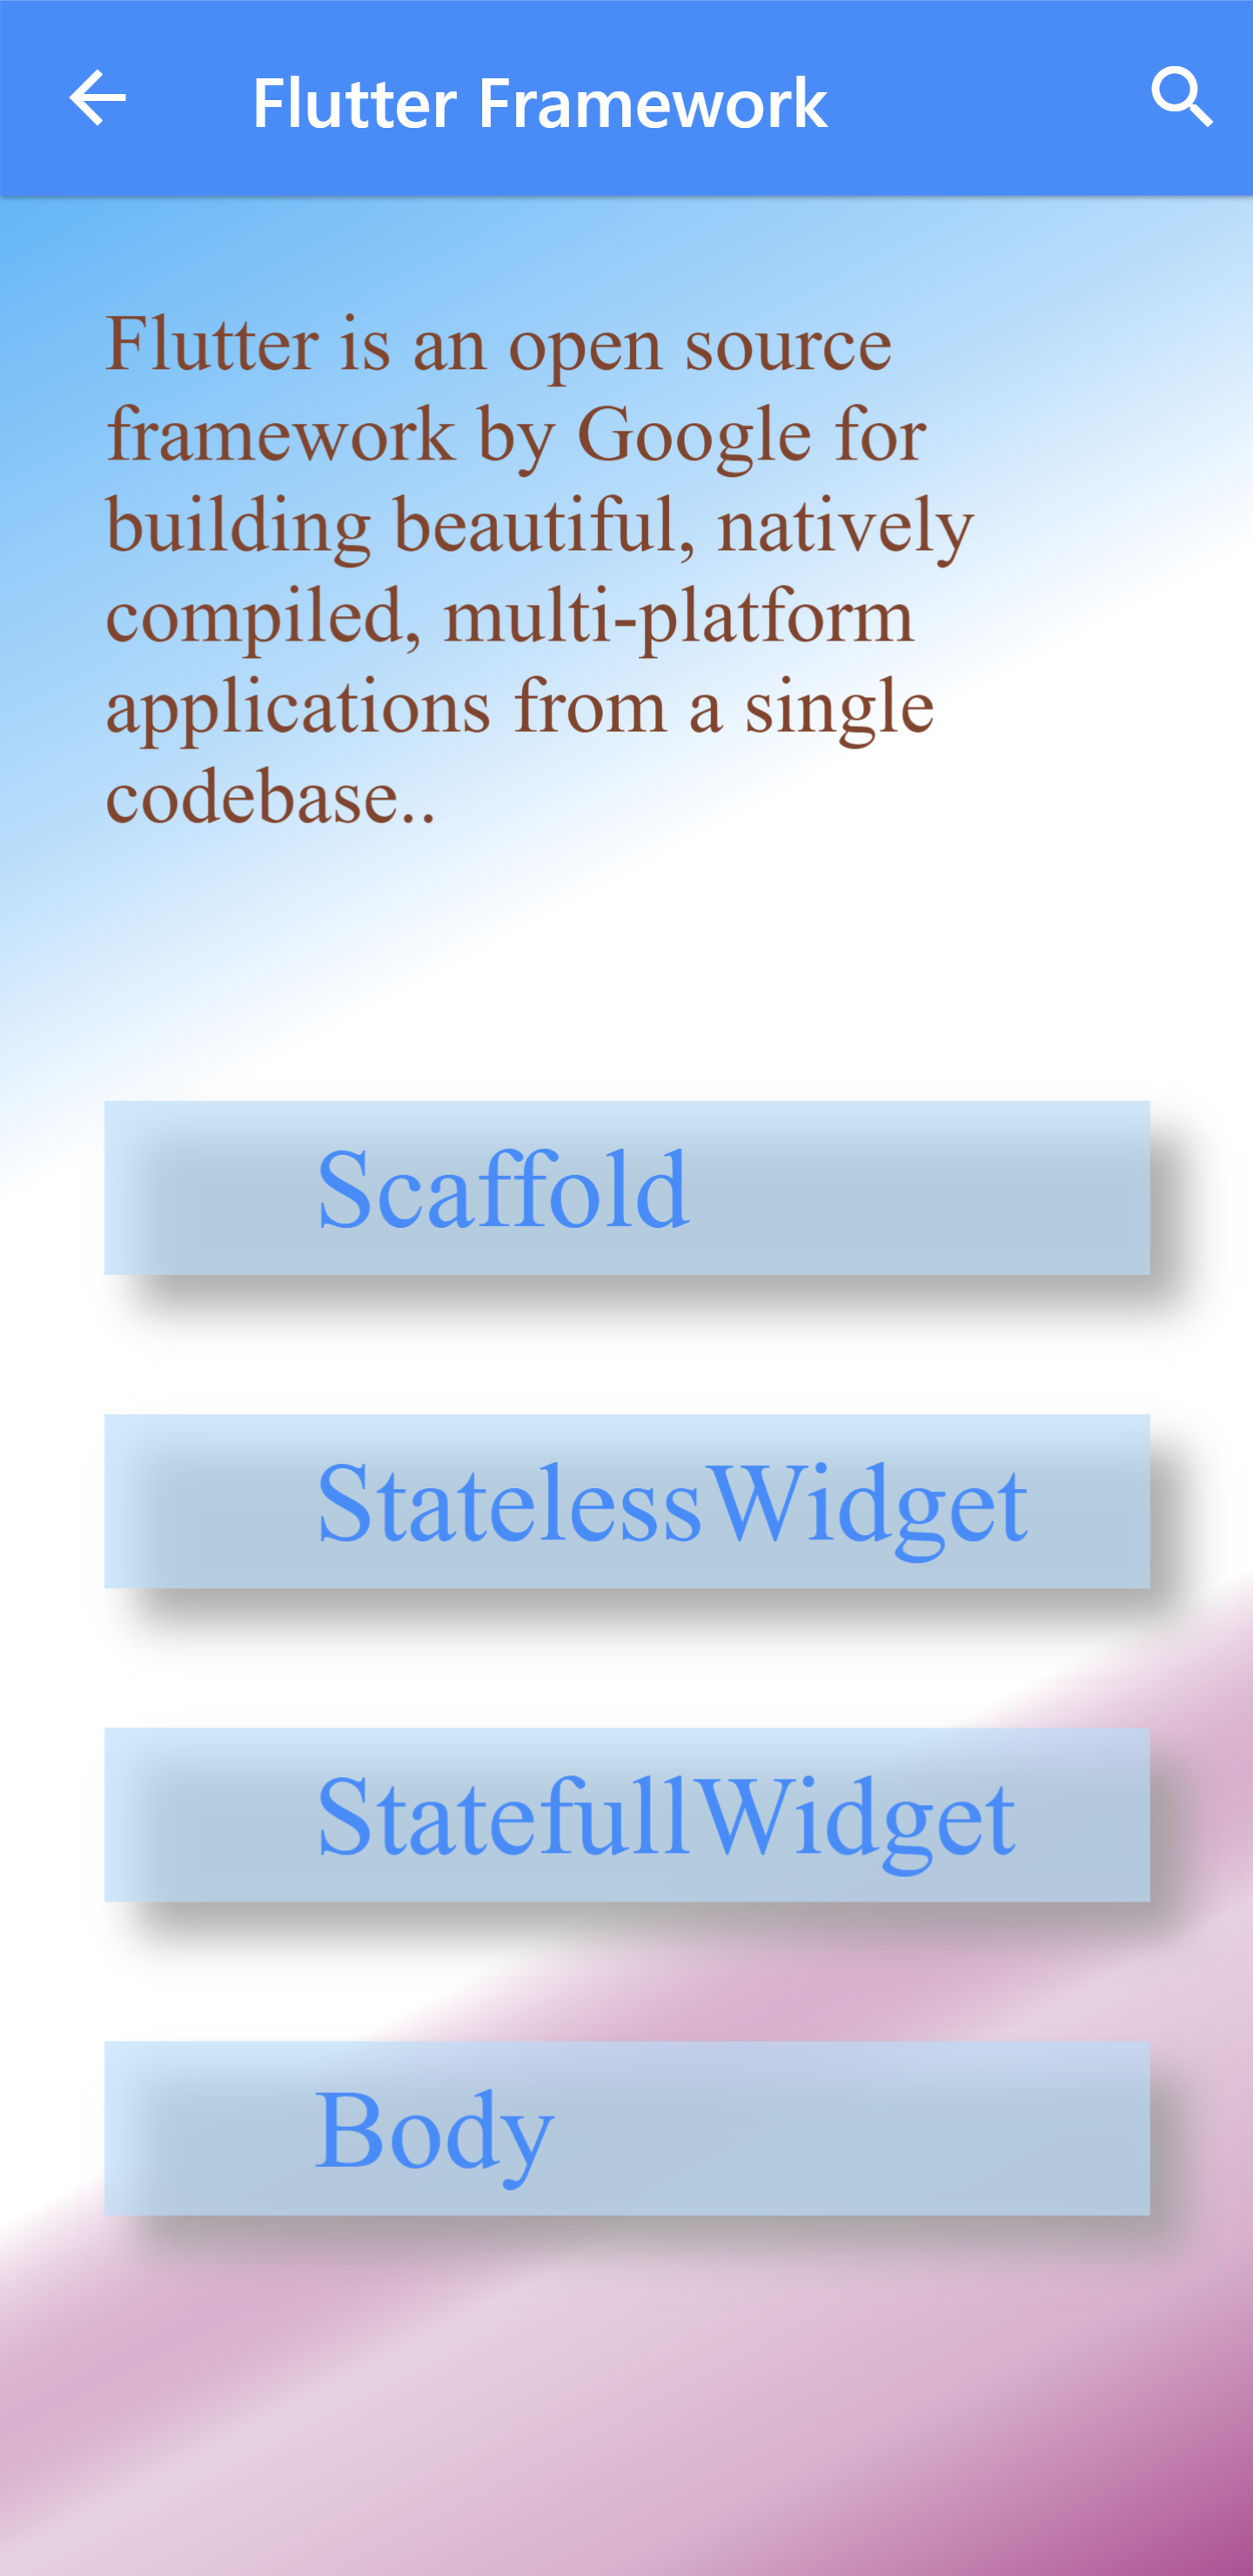 Flutter Framework
Flutter is an open source
framework by Google for
building beautiful, natively
compiled, multi-platform
applications from a single
codebase..
Scaffold
StatelessWidget
StatefullWidget
Body